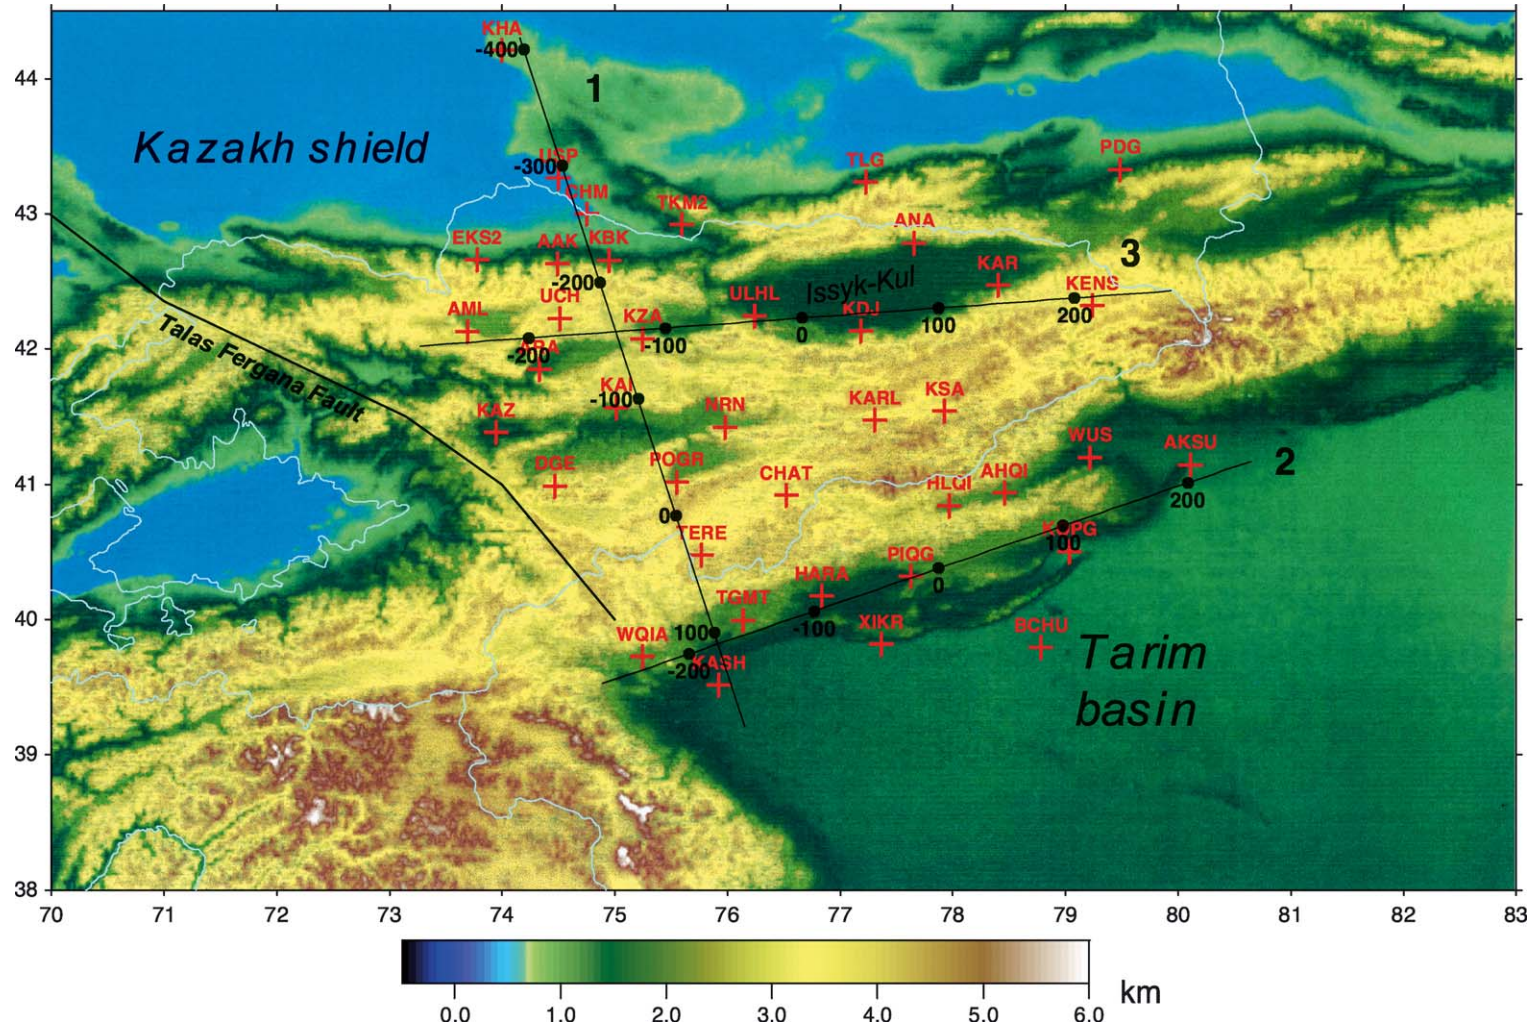 KHA
44
-400
1
Kazakh shield
USP
-300
TLG
PDG
CHM
43
TKM2
ANA
EKS2
AAK
KBK
3
-200
Issyk-Kul
KAR
UCH
ULHL
KENS
AML
KZA
KDJ
100
200
Talas Fergana Fault
42
-200
-100
0
ARA
KAI
-100
KARL
KSA
KAZ
NRN
WUS
AKSU
DGE
POGR
CHAT
HLQI
AHQI
2
41
200
0
TERE
KOPG
100
PIQG
HARA
0
TGMT
40
WQIA
100
-100
XIKR
BCHU
-200
KASH
Tarim
basin
39
38
70
71
72
73
74
75
76
77
78
79
80
81
82
83
km
0.0
1.0
2.0
3.0
4.0
5.0
6.0